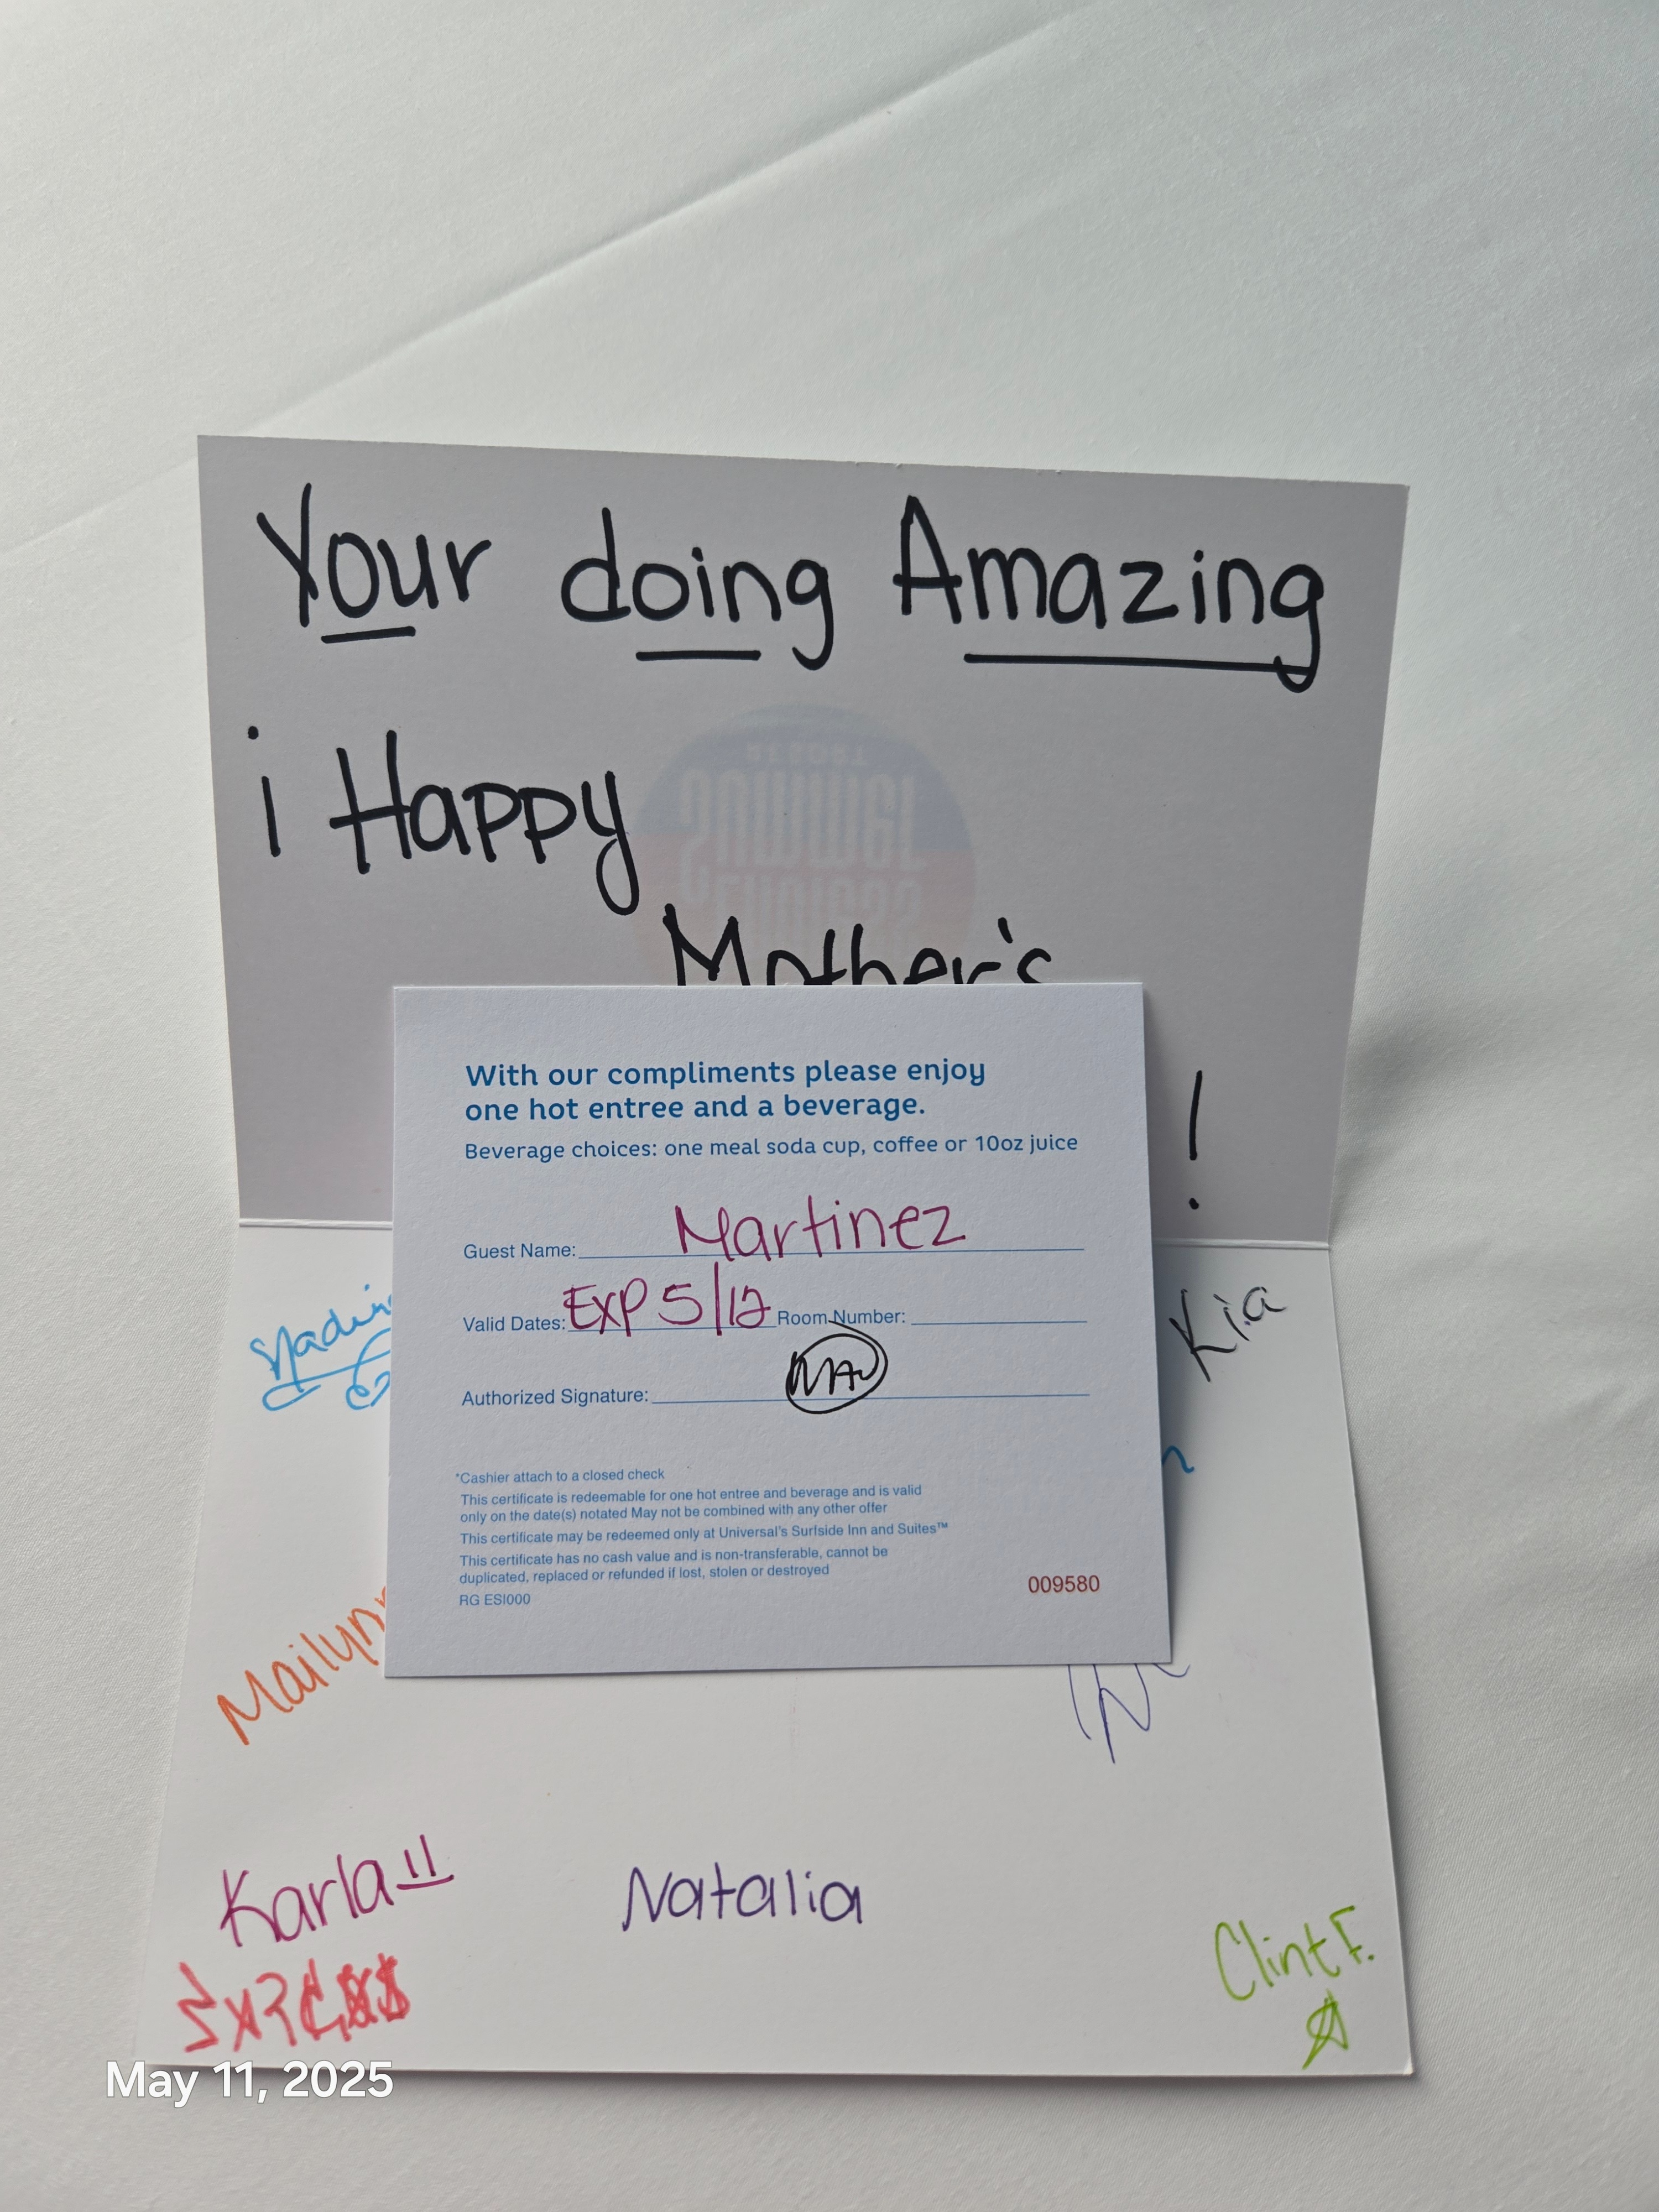 Your doing Amazing
i Happy
Mother's
!
With our compliments please enjoy
one hot entree and a beverage.
Beverage choices: one meal soda cup, coffee or 10oz juice
Guest Name: Martinez
Valid Dates: EXP 5/12 Room Number:
Authorized Signature:
*Cashier attach to a closed check
This certificate is redeemable for one hot entree and beverage and is valid
only on the date(s) notated May not be combined with any other offer
This certificate may be redeemed only at Universal's Surfside Inn and Suites™
This certificate has no cash value and is non-transferable, cannot be
duplicated, replaced or refunded if lost, stolen or destroyed
RG ESI000
009580
Kia
Karla
Natalia
Clint F.
May 11, 2025